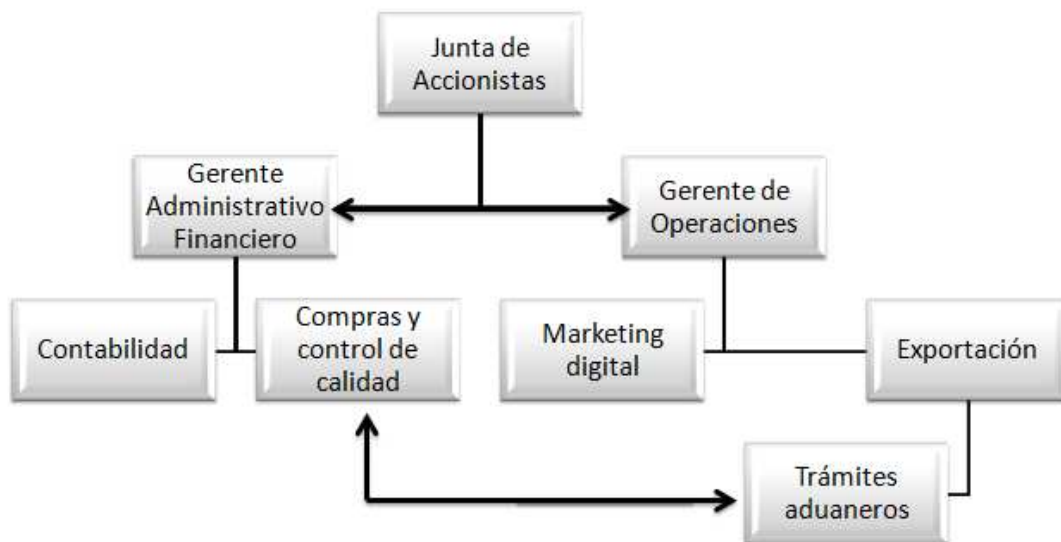 Junta de
Accionistas
Gerente
Administrativo
Financiero
Gerente de
Operaciones
Contabilidad
Compras y
control de
calidad
Marketing
digital
Exportación
Trámites
aduaneros